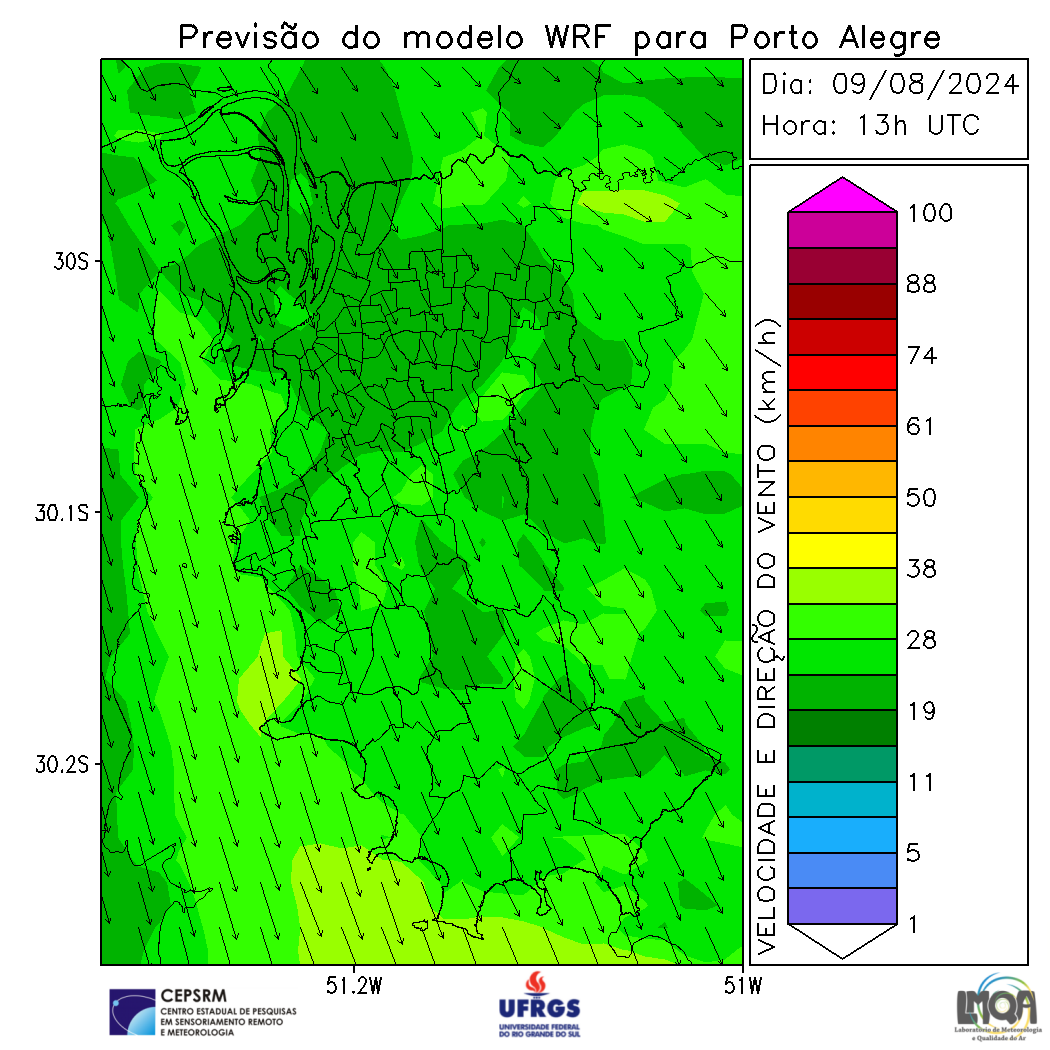 Previsão do modelo WRF para Porto Alegre
Dia: 09/08/2024
Hora: 13h UTC
30S
30.1S
30.2S
51.2W
51W
VELOCIDADE E DIREÇÃO DO VENTO (km/h)
100
88
74
61
50
38
28
19
11
5
1
CEPSRM
CENTRO ESTADUAL DE PESQUISAS
EM SENSORIAMENTO REMOTO
E METEOROLOGIA
UFRGS
UNIVERSIDADE FEDERAL
DO RIO GRANDE DO SUL
LMQA
Laboratório de Meteorologia
e Qualidade do Ar